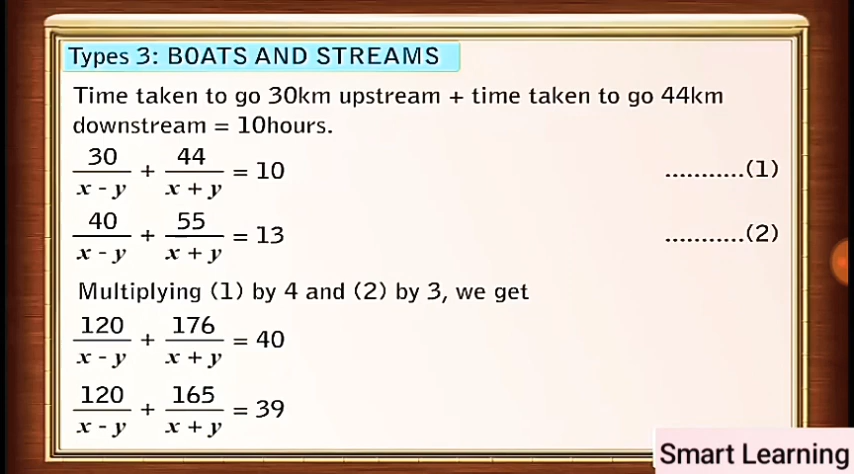 Types 3: BOATS AND STREAMS
Time taken to go 30km upstream + time taken to go 44km
downstream = 10hours.
30/(x - y) + 44/(x + y) = 10 ...........(1)
40/(x - y) + 55/(x + y) = 13 ...........(2)
Multiplying (1) by 4 and (2) by 3, we get
120/(x - y) + 176/(x + y) = 40
120/(x - y) + 165/(x + y) = 39
Smart Learning